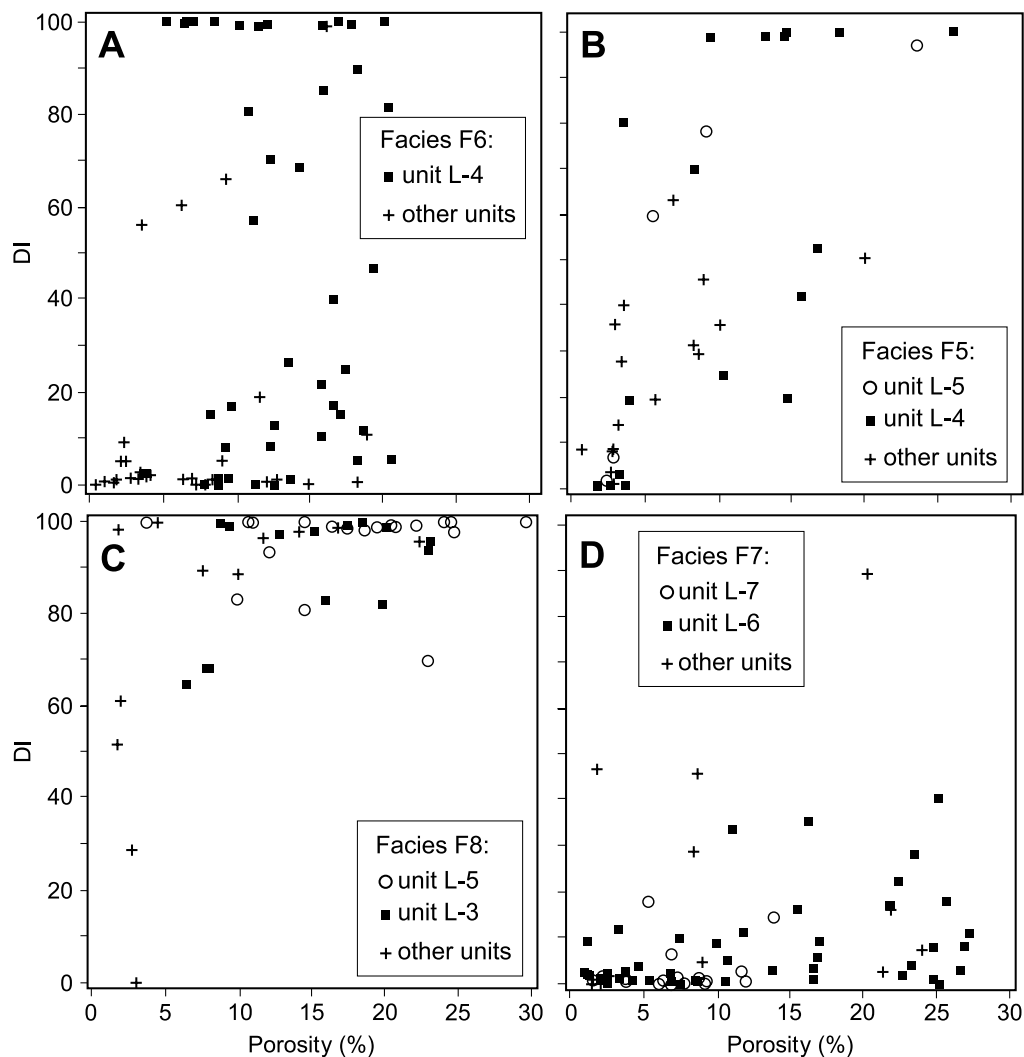 A
100
80
60
40
20
0
DI
Facies F6:
unit L-4
other units
B
Facies F5:
unit L-5
unit L-4
other units
C
100
80
60
40
20
0
DI
Facies F8:
unit L-5
unit L-3
other units
0 5 10 15 20 25 30
Porosity (%)
D
Facies F7:
unit L-7
unit L-6
other units
0 5 10 15 20 25 30
Porosity (%)